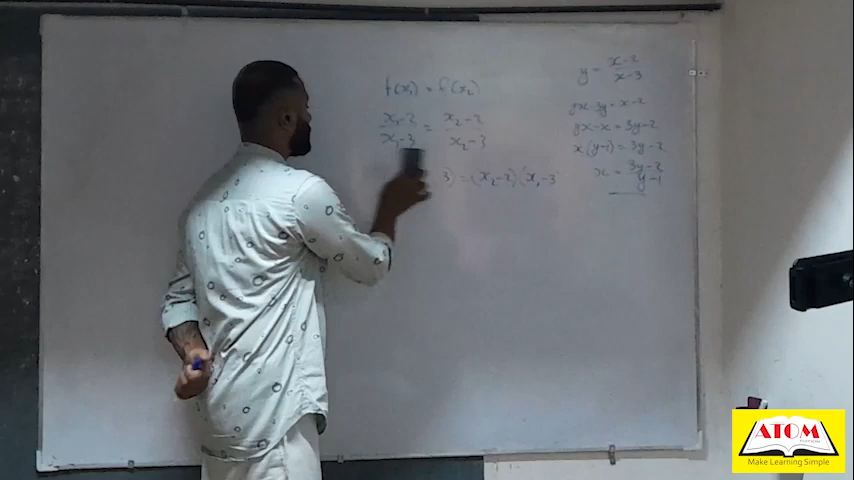 f(x₁) = f(x₂)
x₁-2 / x₁-3 = x₂-2 / x₂-3
3) = (x₂-2)(x₁-3
y = x-2 / x-3
yx-3y = x-2
yx-x = 3y-2
x(y-1) = 3y-2
x = 3y-2 / y-1
ATOM
Make Learning Simple